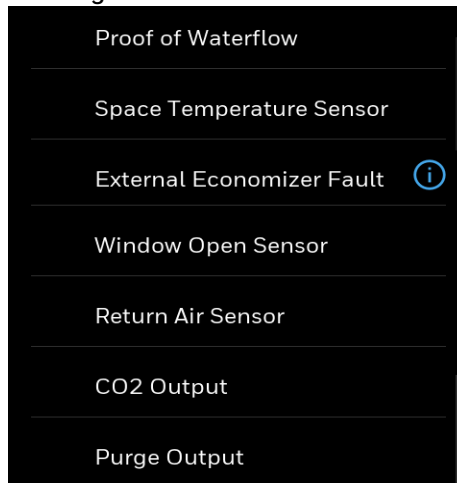 Proof of Waterflow
Space Temperature Sensor
External Economizer Fault
Window Open Sensor
Return Air Sensor
CO2 Output
Purge Output